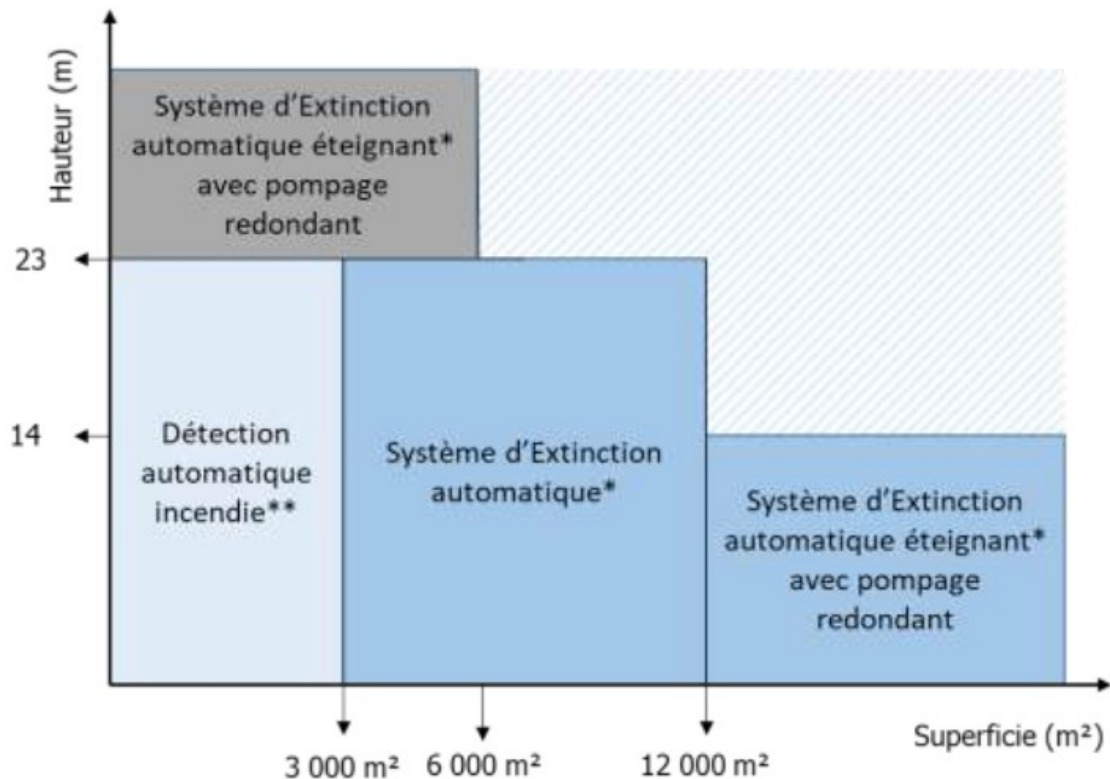 Hauteur (m)
Système d’Extinction
automatique éteignant*
avec pompage
redondant
23
14
Détection
automatique
incendie**
Système d’Extinction
automatique*
Système d’Extinction
automatique éteignant*
avec pompage
redondant
Superficie (m²)
3 000 m²
6 000 m²
12 000 m²